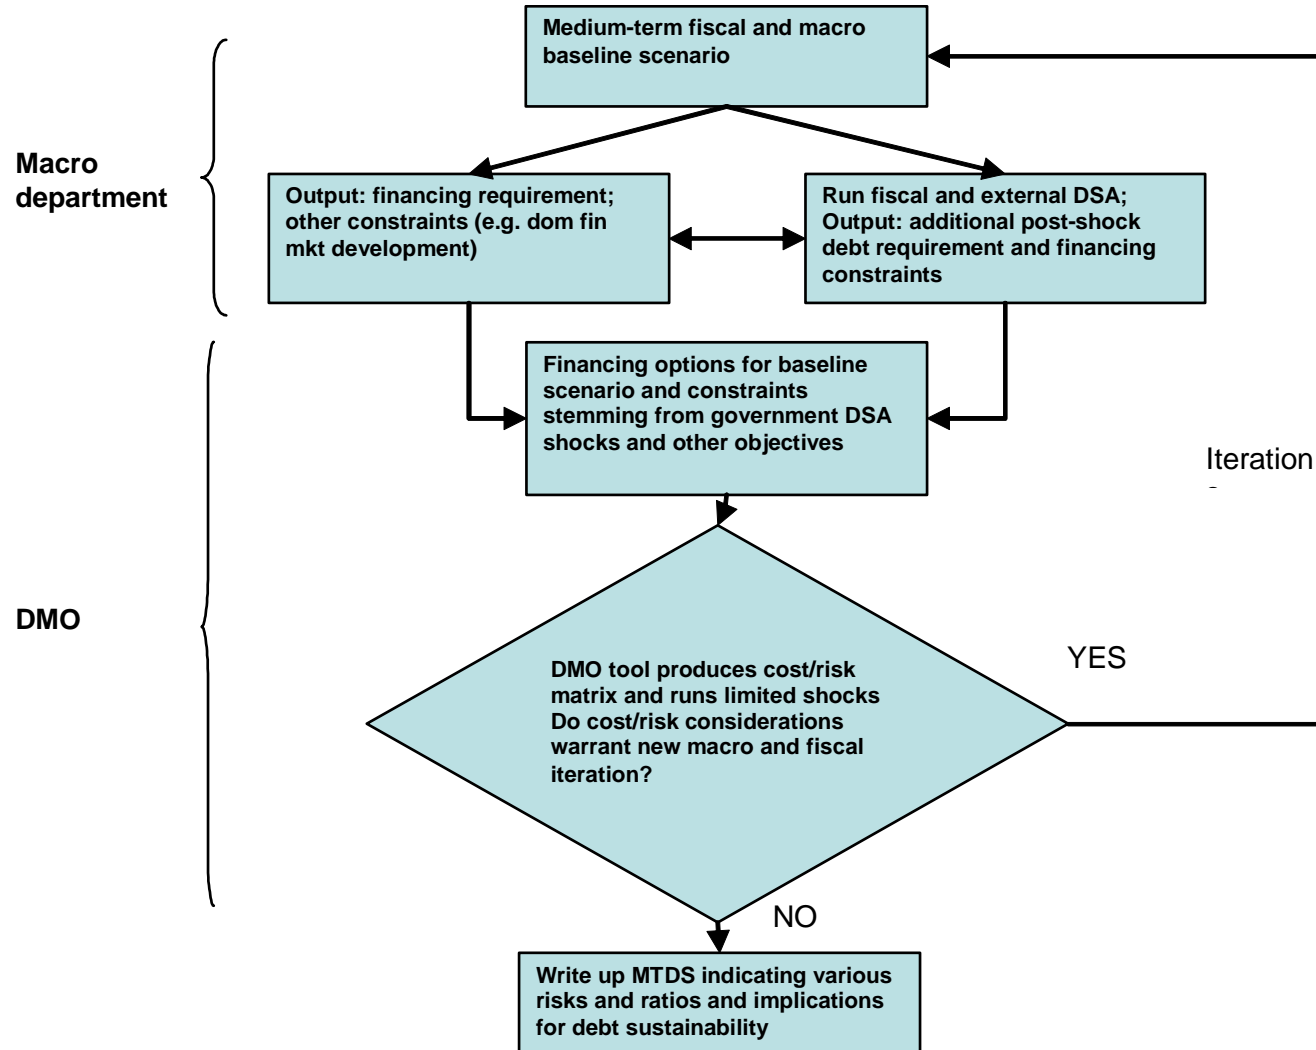 Medium-term fiscal and macro
baseline scenario
Macro
department
Output: financing requirement;
other constraints (e.g. dom fin
mkt development)
Run fiscal and external DSA;
Output: additional post-shock
debt requirement and financing
constraints
Financing options for baseline
scenario and constraints
stemming from government DSA
shocks and other objectives
Iteration
DMO
DMO tool produces cost/risk
matrix and runs limited shocks
Do cost/risk considerations
warrant new macro and fiscal
iteration?
YES
NO
Write up MTDS indicating various
risks and ratios and implications
for debt sustainability